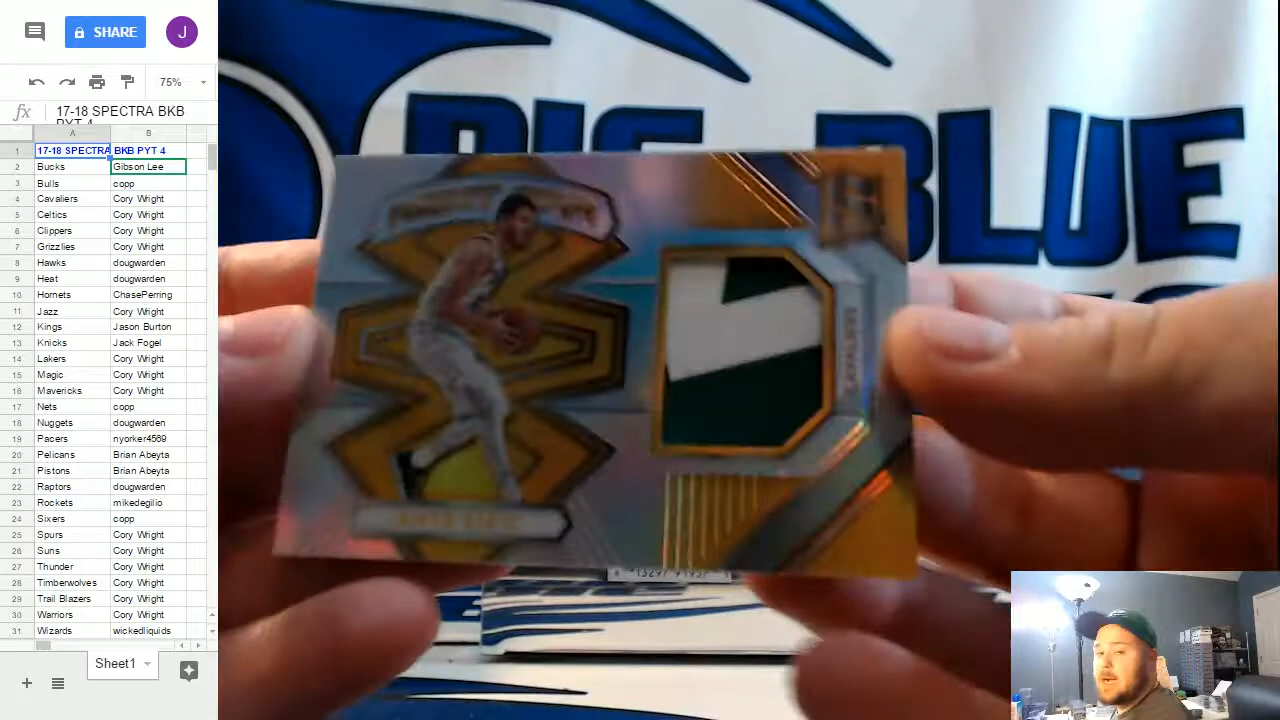 SHARE
J
75%
fx 17-18 SPECTRA BKB
PYT 4
A B
1 17-18 SPECTRA BKB PYT 4
2 Bucks Gibson Lee
3 Bulls copp
4 Cavaliers Cory Wright
5 Celtics Cory Wright
6 Clippers Cory Wright
7 Grizzlies Cory Wright
8 Hawks dougwarden
9 Heat dougwarden
10 Hornets ChasePerring
11 Jazz Cory Wright
12 Kings Jason Burton
13 Knicks Jack Fogel
14 Lakers Cory Wright
15 Magic Cory Wright
16 Mavericks Cory Wright
17 Nets copp
18 Nuggets dougwarden
19 Pacers nyorker4569
20 Pelicans Brian Abeyta
21 Pistons Brian Abeyta
22 Raptors dougwarden
23 Rockets mikedegilio
24 Sixers copp
25 Spurs Cory Wright
26 Suns Cory Wright
27 Thunder Cory Wright
28 Timberwolves Cory Wright
29 Trail Blazers Cory Wright
30 Warriors Cory Wright
31 Wizards wickedliquids
Sheet1
BIG BLUE
CAVALIERS